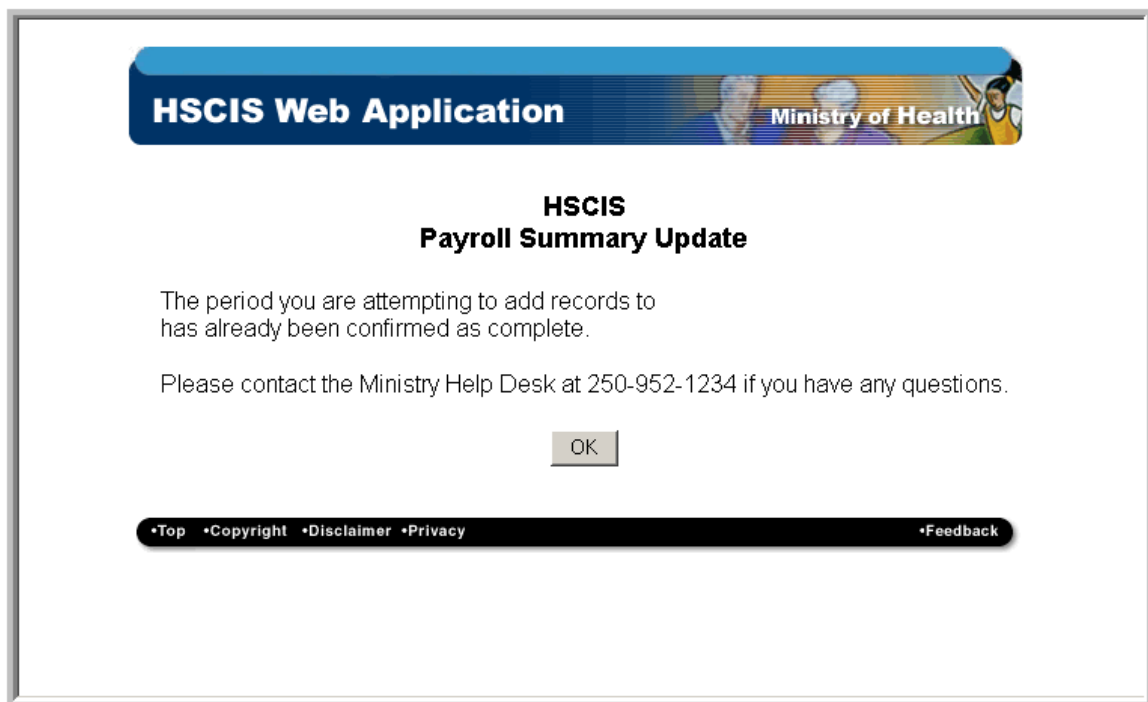 HSCIS Web Application
Ministry of Health
HSCIS
Payroll Summary Update
The period you are attempting to add records to
has already been confirmed as complete.
Please contact the Ministry Help Desk at 250-952-1234 if you have any questions.
OK
•Top •Copyright •Disclaimer •Privacy •Feedback